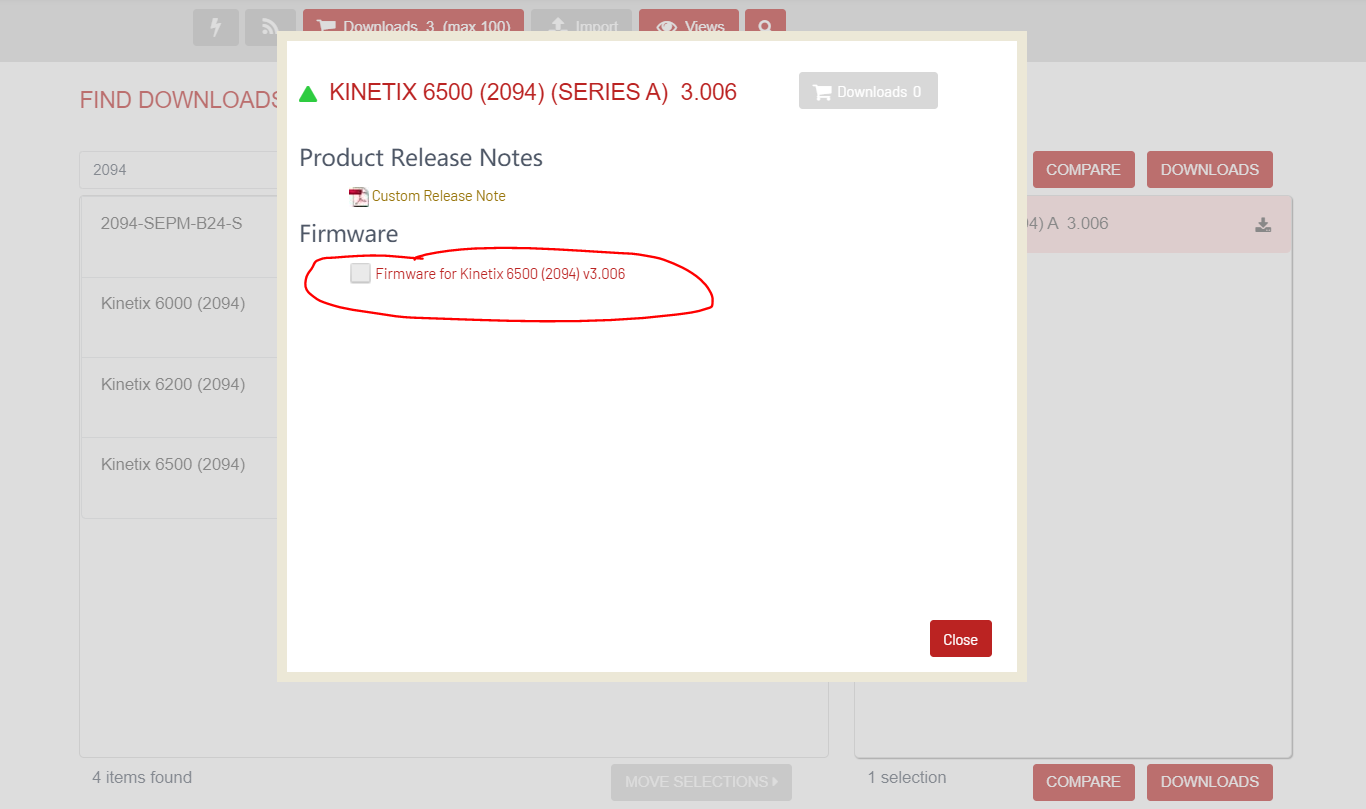 Downloads 3 (max 100)
Import
Views
FIND DOWNLOADS
KINETIX 6500 (2094) (SERIES A) 3.006
Downloads 0
Product Release Notes
Custom Release Note
Firmware
Firmware for Kinetix 6500 (2094) v3.006
Close
2094
COMPARE
DOWNLOADS
2094-SEPM-B24-S
4) A 3.006
Kinetix 6000 (2094)
Kinetix 6200 (2094)
Kinetix 6500 (2094)
4 items found
MOVE SELECTIONS
1 selection
COMPARE
DOWNLOADS